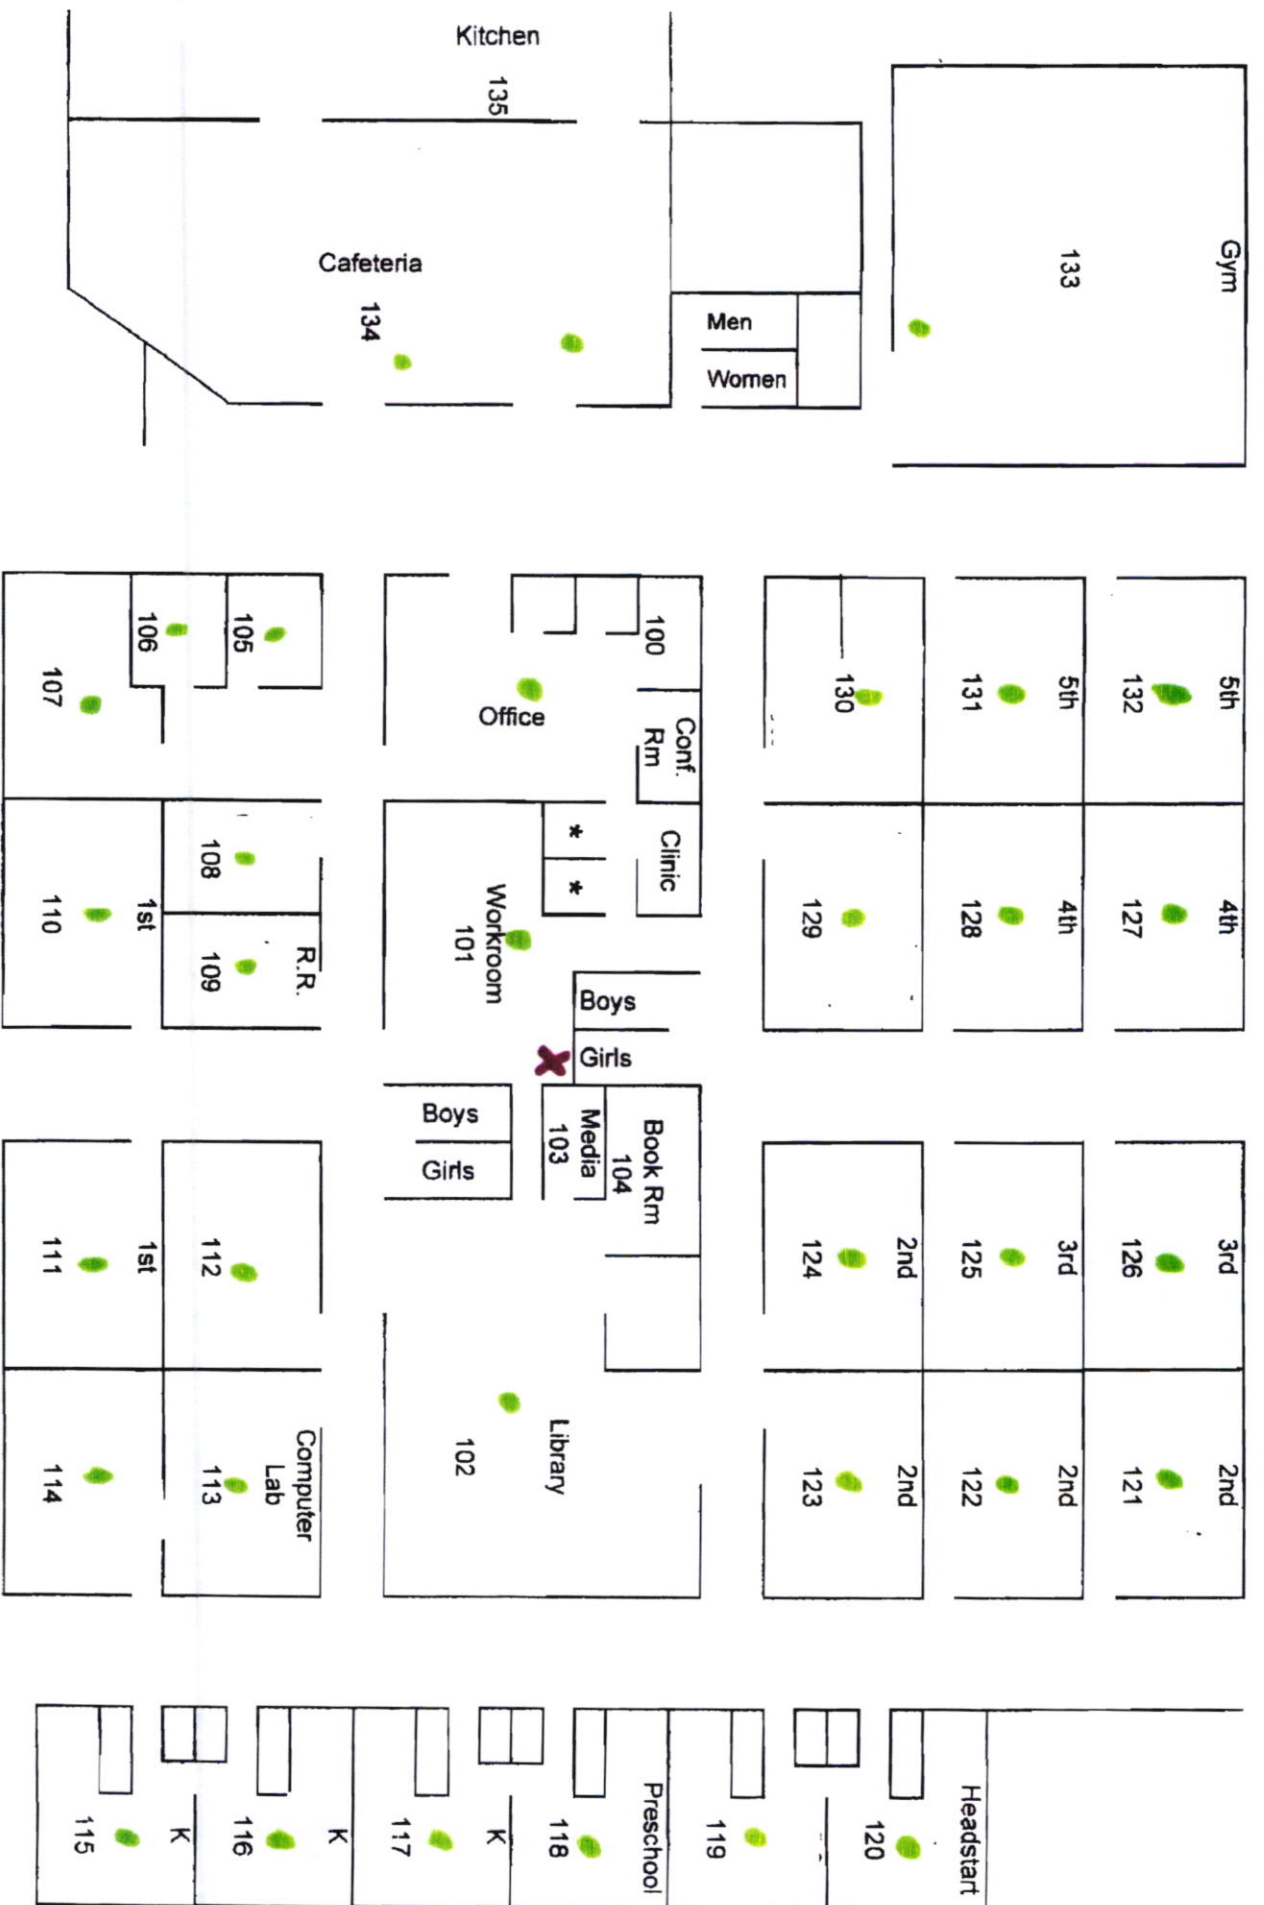 Kitchen
135
Gym
133
Cafeteria
134
Men
Women
106
105
107
100
Office
Conf.
Rm
130
5th
131
5th
132
*
*
Clinic
108
R.R.
109
1st
110
Workroom
101
129
4th
128
4th
127
Boys
Girls
Boys
Girls
Media
103
Book Rm
104
1st
111
112
2nd
124
3rd
125
3rd
126
114
Computer
Lab
113
Library
102
2nd
123
2nd
122
2nd
121
115
K
116
K
117
K
118
Preschool
119
120
Headstart